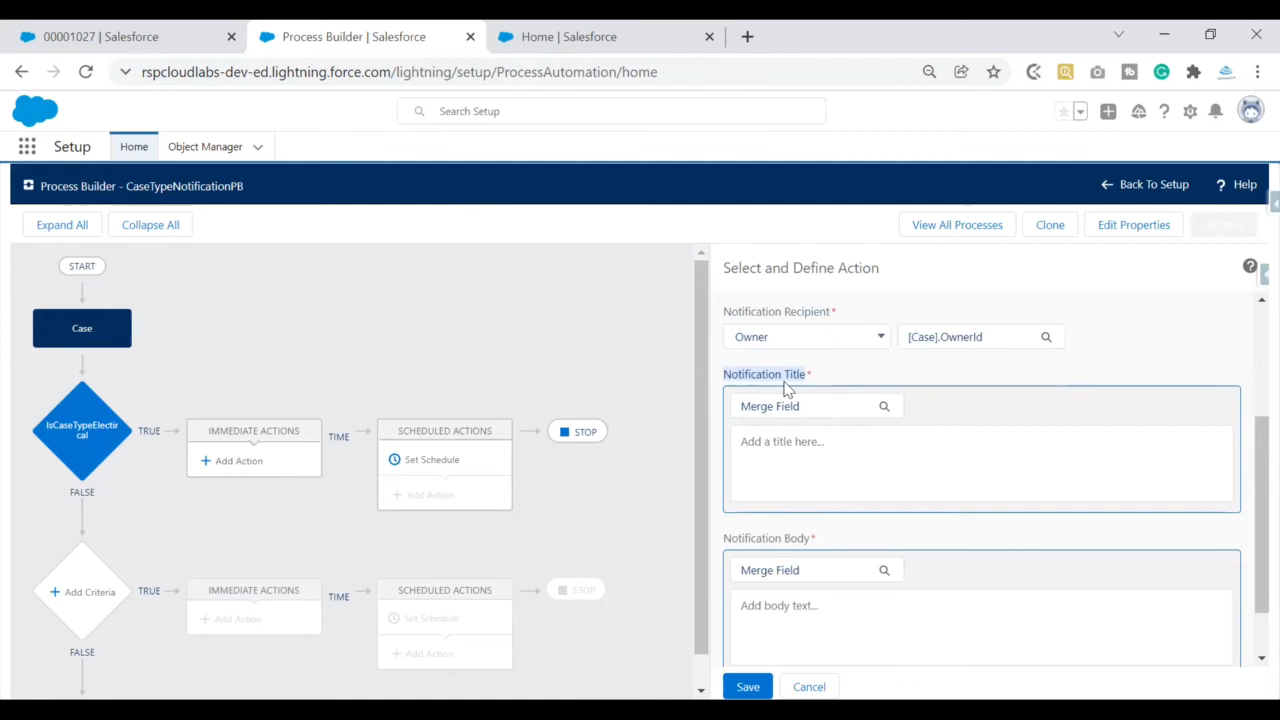 00001027 | Salesforce
Process Builder | Salesforce
Home | Salesforce
rspcloudlabs-dev-ed.lightning.force.com/lightning/setup/ProcessAutomation/home
Search Setup
Setup
Home
Object Manager
Process Builder - CaseTypeNotificationPB
Back To Setup
? Help
Expand All
Collapse All
View All Processes
Clone
Edit Properties
START
Case
IsCaseTypeElectri
cal
TRUE
IMMEDIATE ACTIONS
+ Add Action
TIME
SCHEDULED ACTIONS
Set Schedule
+ Add Action
STOP
FALSE
+ Add Criteria
TRUE
IMMEDIATE ACTIONS
+ Add Action
TIME
SCHEDULED ACTIONS
Set Schedule
+ Add Action
STOP
FALSE
Select and Define Action
Notification Recipient*
Owner
[Case].OwnerId
Notification Title*
Merge Field
Add a title here...
Notification Body*
Merge Field
Add body text...
Save
Cancel